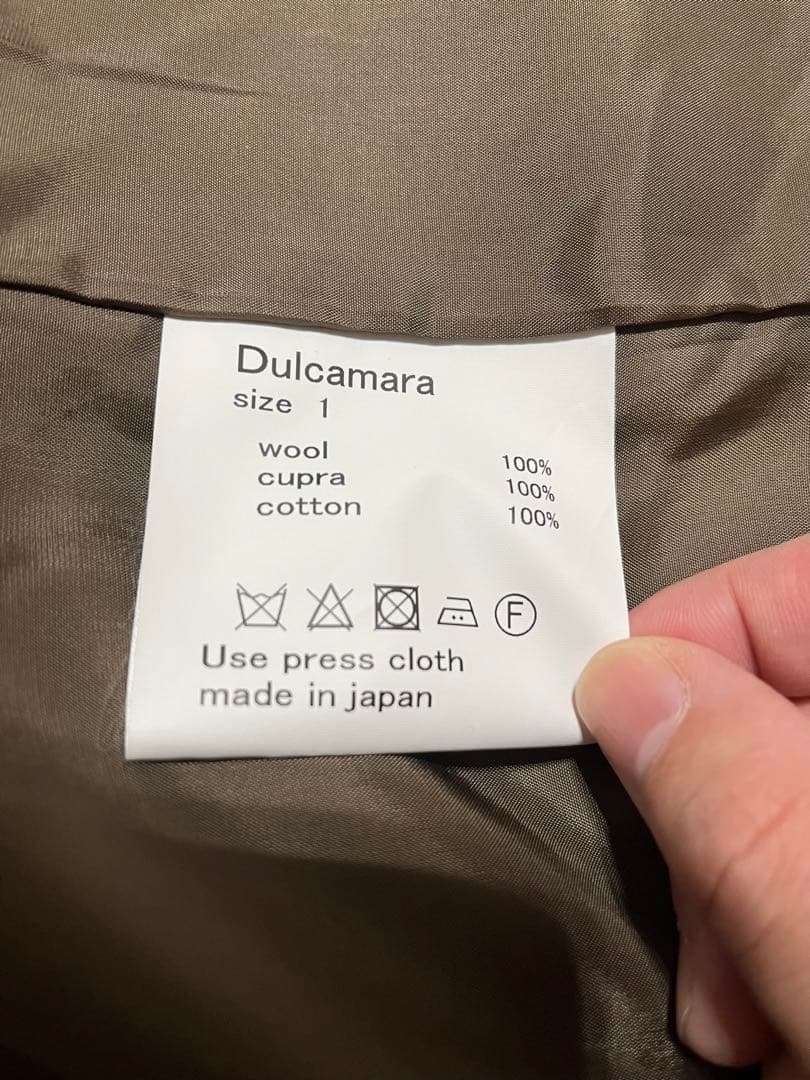 Dulcamara
size 1
wool 100%
cupra 100%
cotton 100%
F
Use press cloth
made in japan